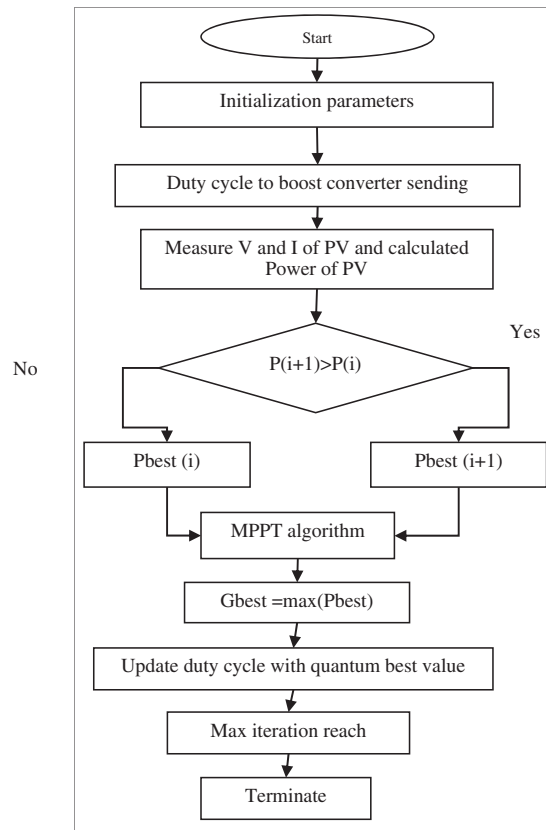 Start
Initialization parameters
Duty cycle to boost converter sending
Measure V and I of PV and calculated
Power of PV
Yes
P(i+1)>P(i)
No
Pbest (i)
Pbest (i+1)
MPPT algorithm
Gbest =max(Pbest)
Update duty cycle with quantum best value
Max iteration reach
Terminate